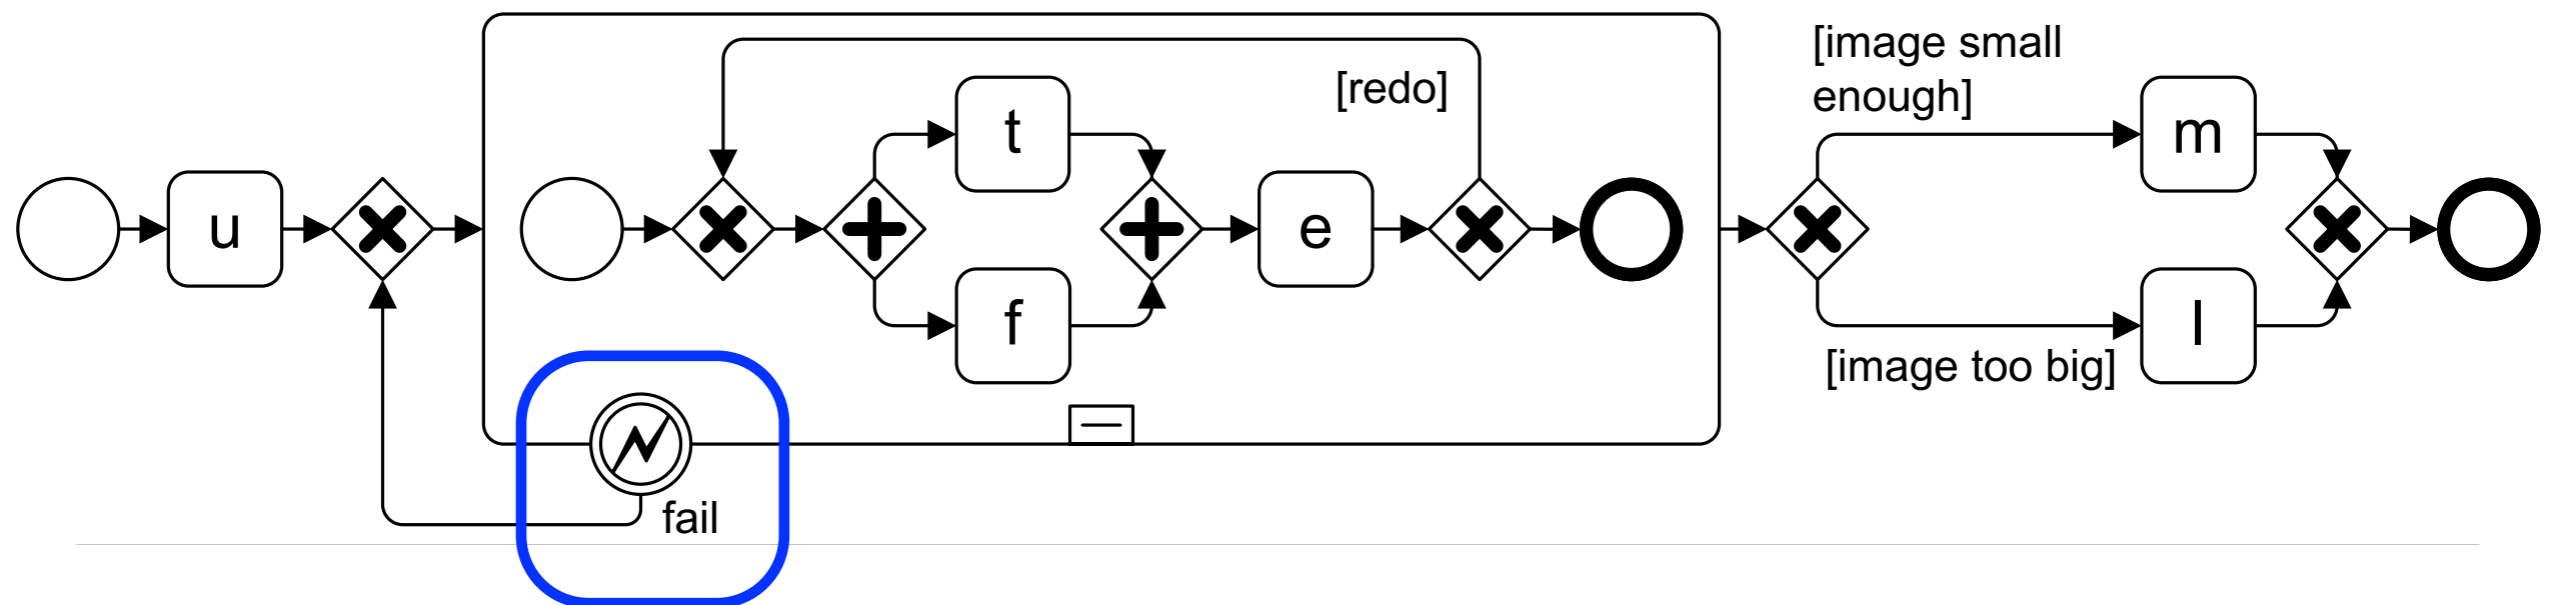 u
t
f
[redo]
e
fail
[image small
enough]
m
[image too big]
l